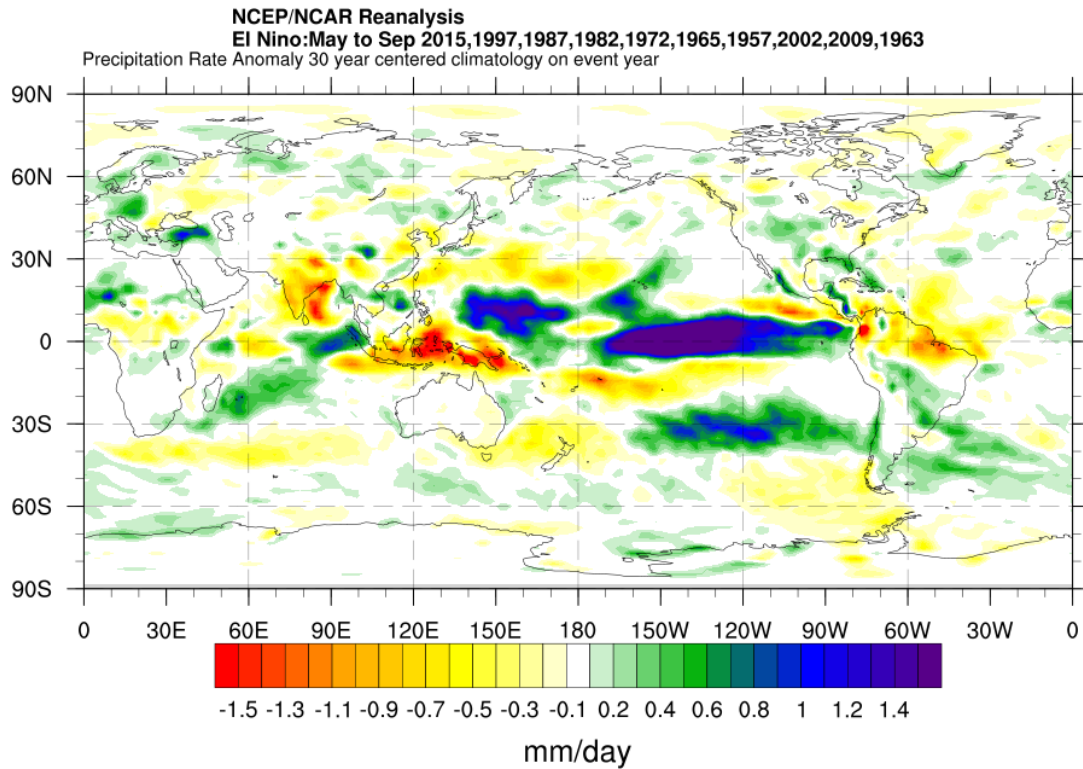 NCEP/NCAR Reanalysis
El Nino:May to Sep 2015,1997,1987,1982,1972,1965,1957,2002,2009,1963
Precipitation Rate Anomaly 30 year centered climatology on event year
90N
60N
30N
0
30S
60S
90S
0 30E 60E 90E 120E 150E 180 150W 120W 90W 60W 30W 0
-1.5 -1.3 -1.1 -0.9 -0.7 -0.5 -0.3 -0.1 0.2 0.4 0.6 0.8 1 1.2 1.4
mm/day